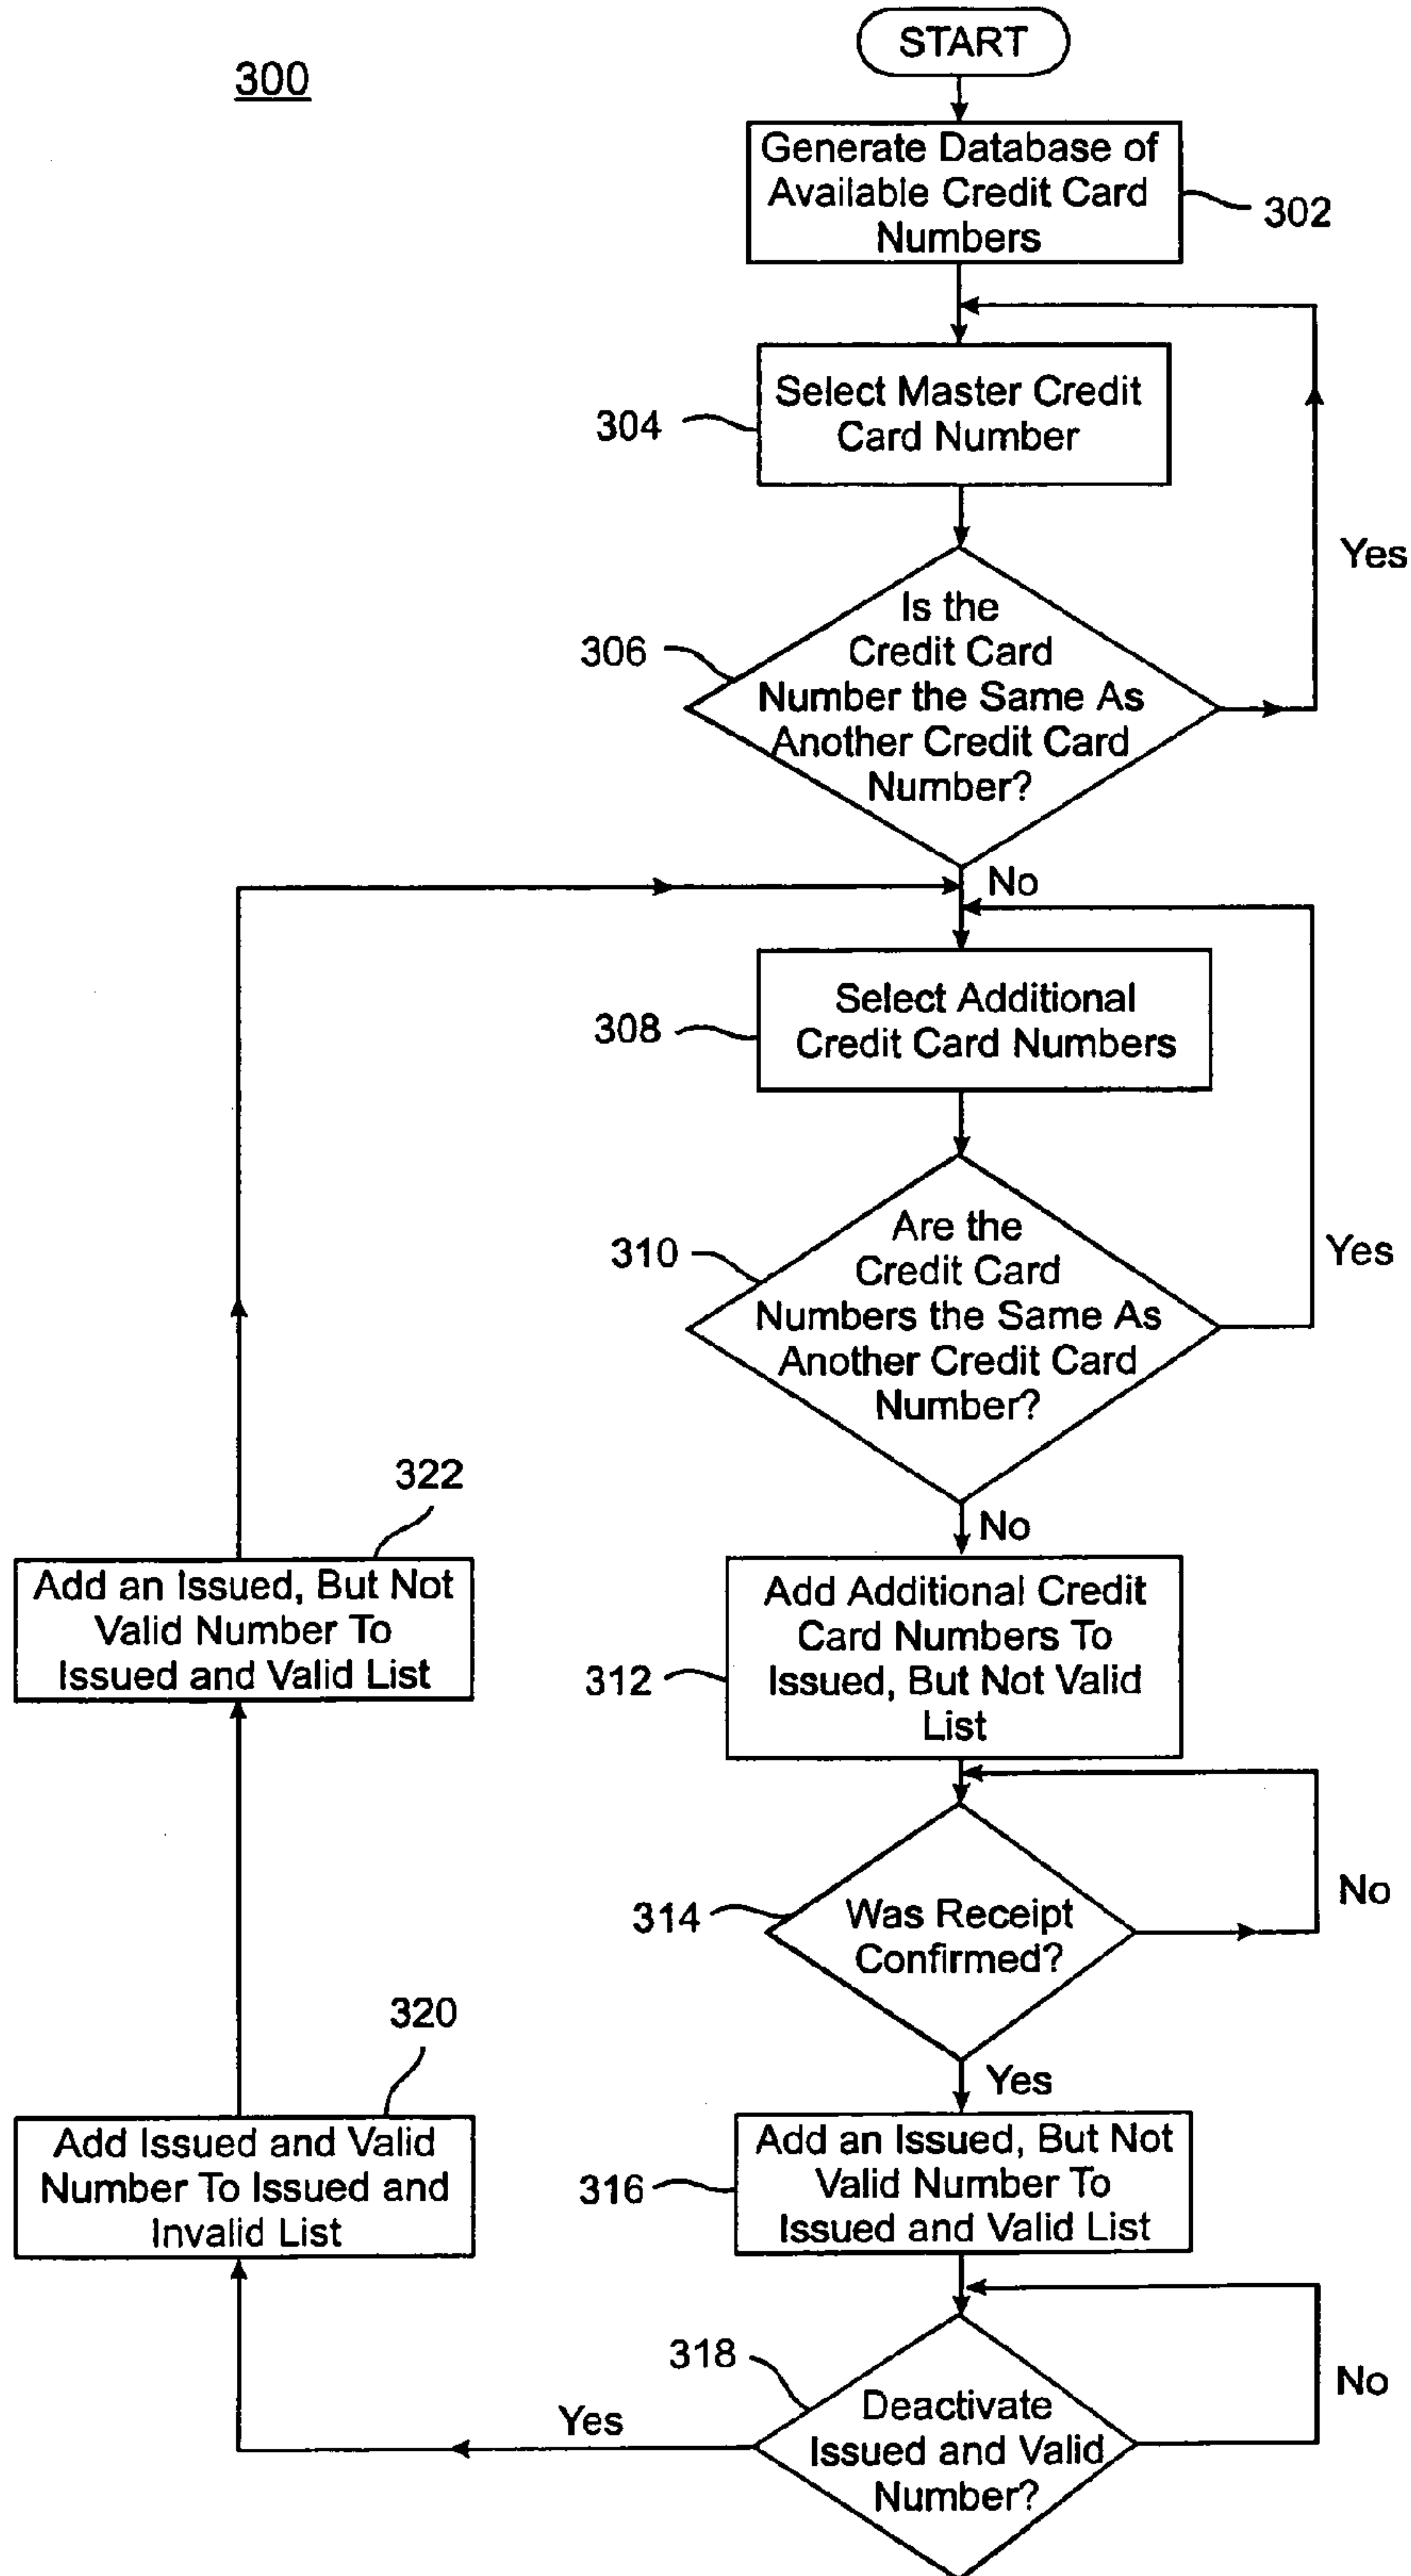 START
300
Generate Database of
Available Credit Card
Numbers
302
Select Master Credit
Card Number
304
Yes
Is the
Credit Card
Number the Same As
Another Credit Card
Number?
306
No
Select Additional
Credit Card Numbers
308
Are the
Credit Card
Numbers the Same As
Another Credit Card
Number?
310
Yes
No
322
Add an Issued, But Not
Valid Number To
Issued and Valid List
Add Additional Credit
Card Numbers To
Issued, But Not Valid
List
312
Was Receipt
Confirmed?
314
No
Yes
320
Add Issued and Valid
Number To Issued and
Invalid List
Add an Issued, But Not
Valid Number To
Issued and Valid List
316
318
Deactivate
Issued and Valid
Number?
No
Yes